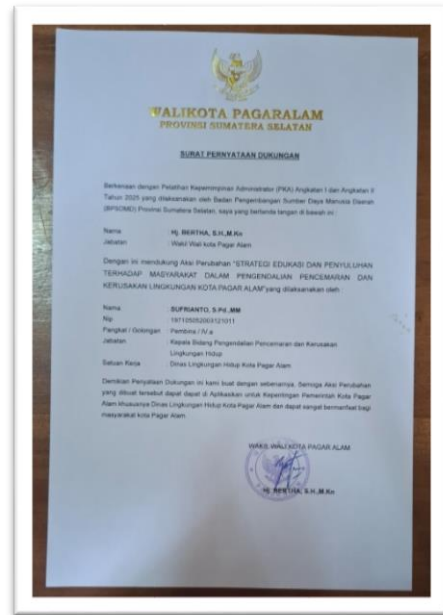 WALIKOTA PAGARALAM
PROVINSI SUMATERA SELATAN
SURAT PERNYATAAN DUKUNGAN
Berkenaan dengan Pelatihan Kepemimpinan Administrator (PKA) Angkatan I dan Angkatan II
Tahun 2025 yang dilaksanakan oleh Badan Pengembangan Sumber Daya Manusia Daerah
(BPSDMD) Provinsi Sumatera Selatan, saya yang bertanda tangan di bawah ini :
Nama : Hj. BERTHA, S.H.,M.Kn
Jabatan : Wakil Wali kota Pagar Alam
Dengan ini mendukung Aksi Perubahan "STRATEGI EDUKASI DAN PENYULUHAN
TERHADAP MASYARAKAT DALAM PENGENDALIAN PENCEMARAN DAN
KERUSAKAN LINGKUNGAN KOTA PAGAR ALAM"yang dilaksanakan oleh :
Nama : SUFRIANTO, S.Pd.,MM
Nip : 197105052003121011
Pangkat / Golongan : Pembina / IV.a
Jabatan : Kepala Bidang Pengendalian Pencemaran dan Kerusakan
Lingkungan Hidup
Satuan Kerja : Dinas Lingkungan Hidup Kota Pagar Alam
Demikian Penyataan Dukungan ini kami buat dengan sebenarnya. Semoga Aksi Perubahan
yang dibuat tersebut dapat dapat di Aplikasikan untuk Kepentingan Pemerintah Kota Pagar
Alam khususnya Dinas Lingkungan Hidup Kota Pagar Alam dan dapat sangat bermanfaat bagi
masyarakat kota Pagar Alam
WAKIL WALI KOTA PAGAR ALAM
Hj. BERTHA, S.H.,M.Kn